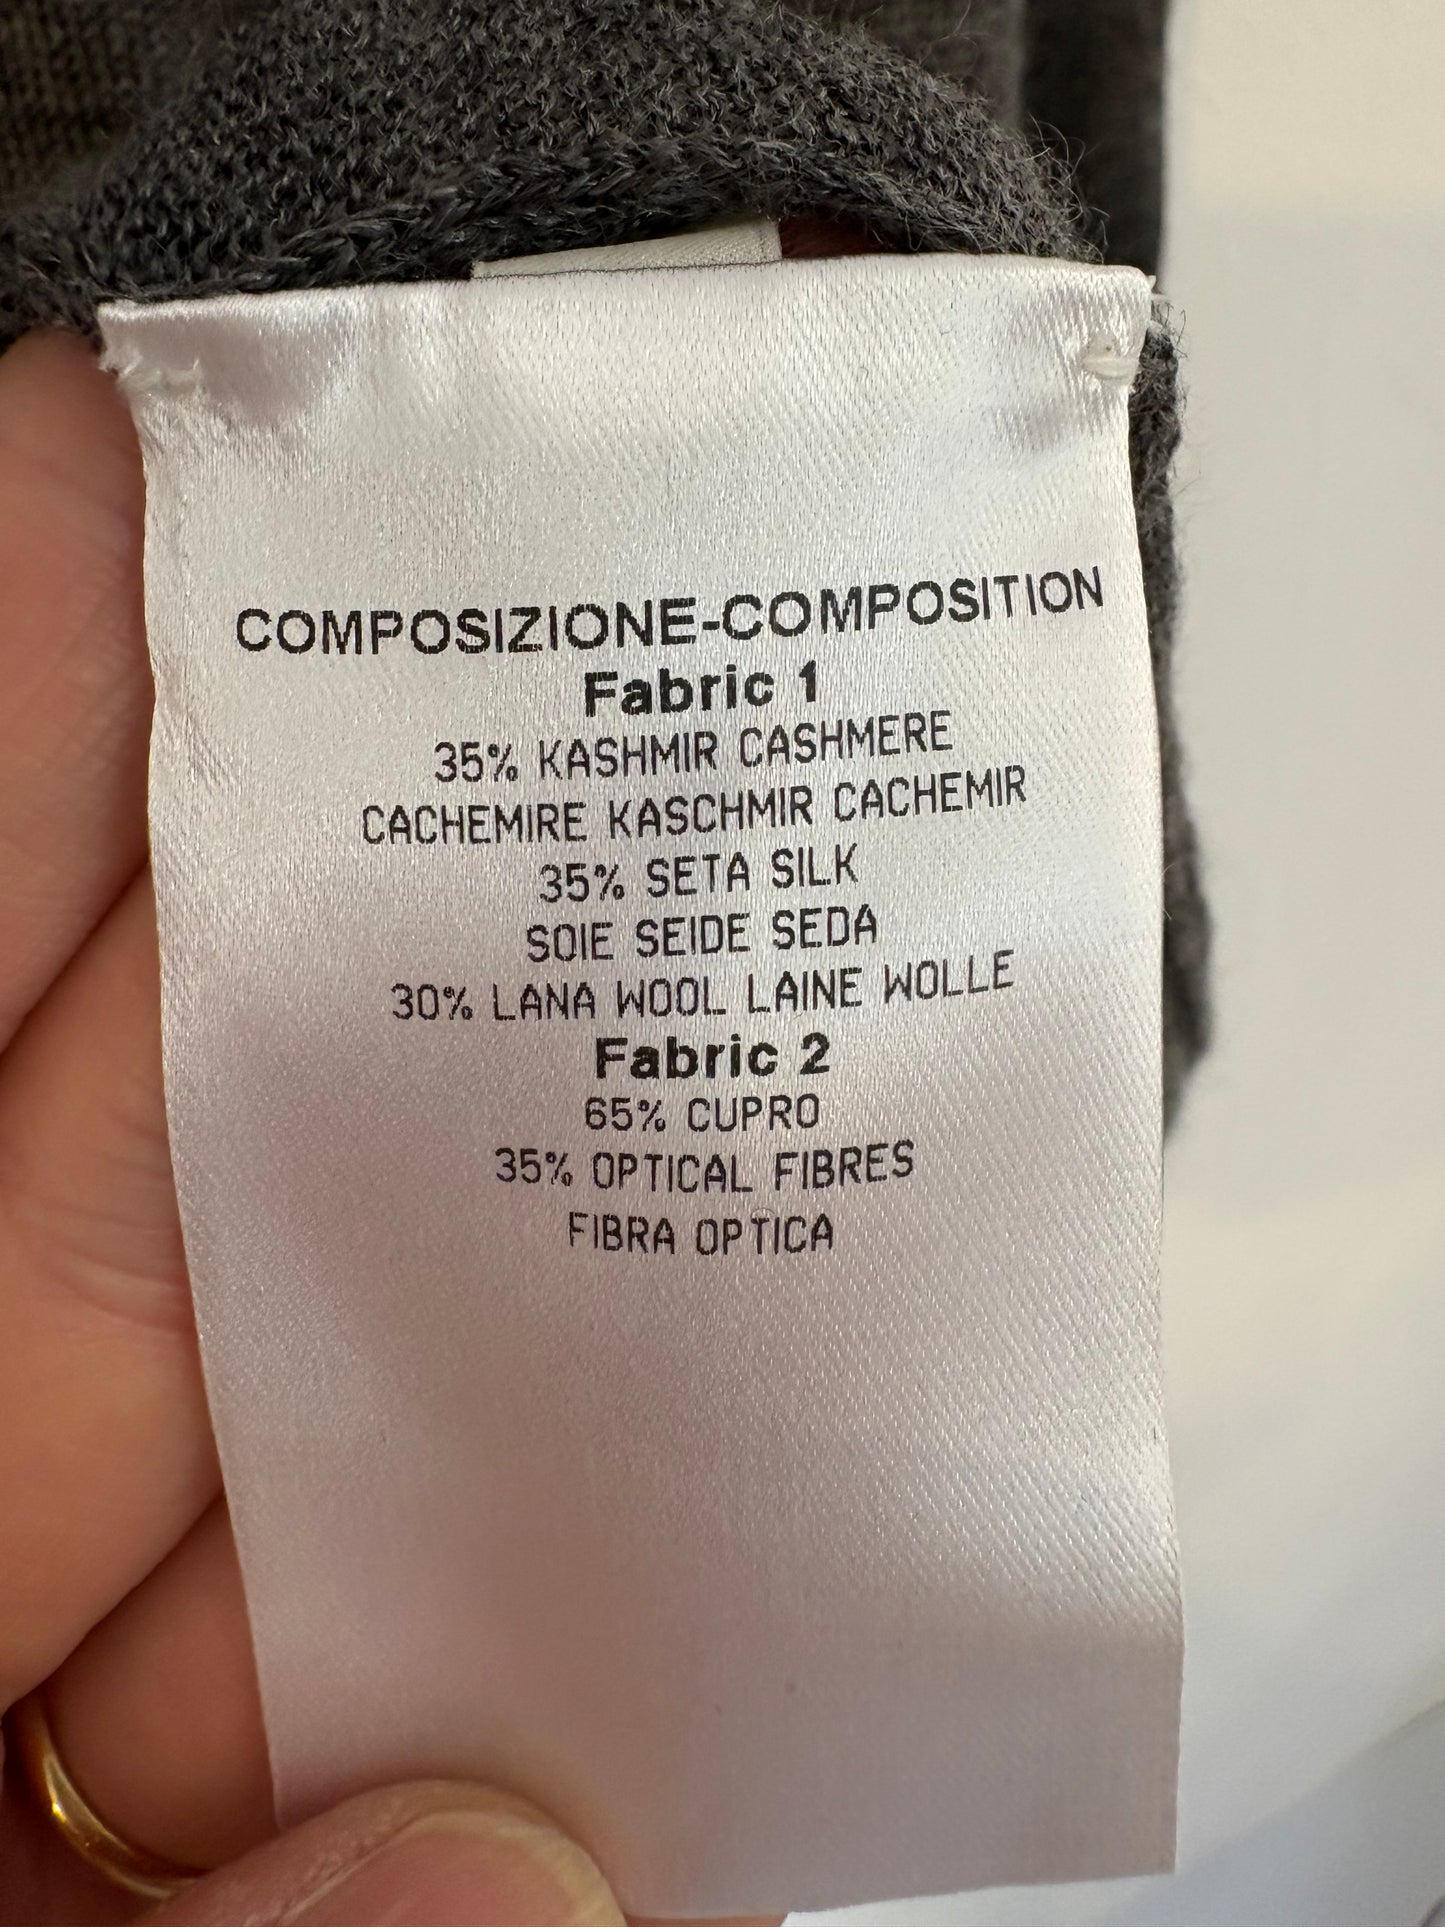 COMPOSIZIONE-COMPOSITION
Fabric 1
35% KASHMIR CASHMERE
CACHEMIRE KASCHMIR CACHEMIR
35% SETA SILK
SOIE SEIDE SEDA
30% LANA WOOL LAINE WOLLE
Fabric 2
65% CUPRO
35% OPTICAL FIBRES
FIBRA OPTICA